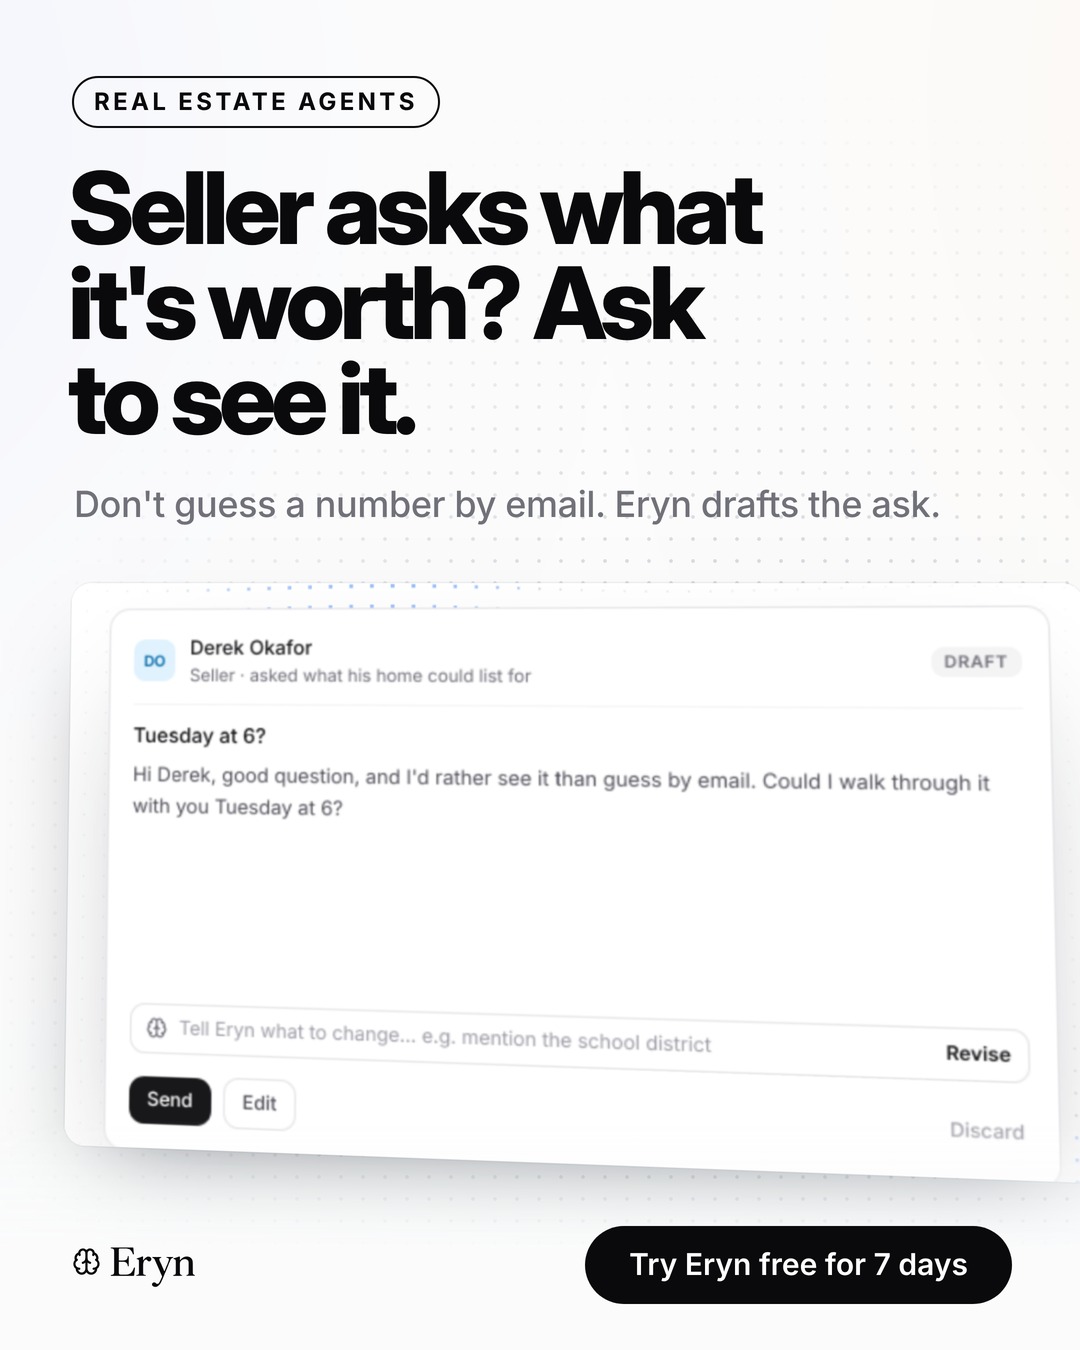 REAL ESTATE AGENTS
Seller asks what
it's worth? Ask
to see it.
Don't guess a number by email. Eryn drafts the ask.
DO
Derek Okafor
Seller · asked what his home could list for
DRAFT
Tuesday at 6?
Hi Derek, good question, and I'd rather see it than guess by email. Could I walk through it
with you Tuesday at 6?
Tell Eryn what to change... e.g. mention the school district
Revise
Send
Edit
Discard
Eryn
Try Eryn free for 7 days